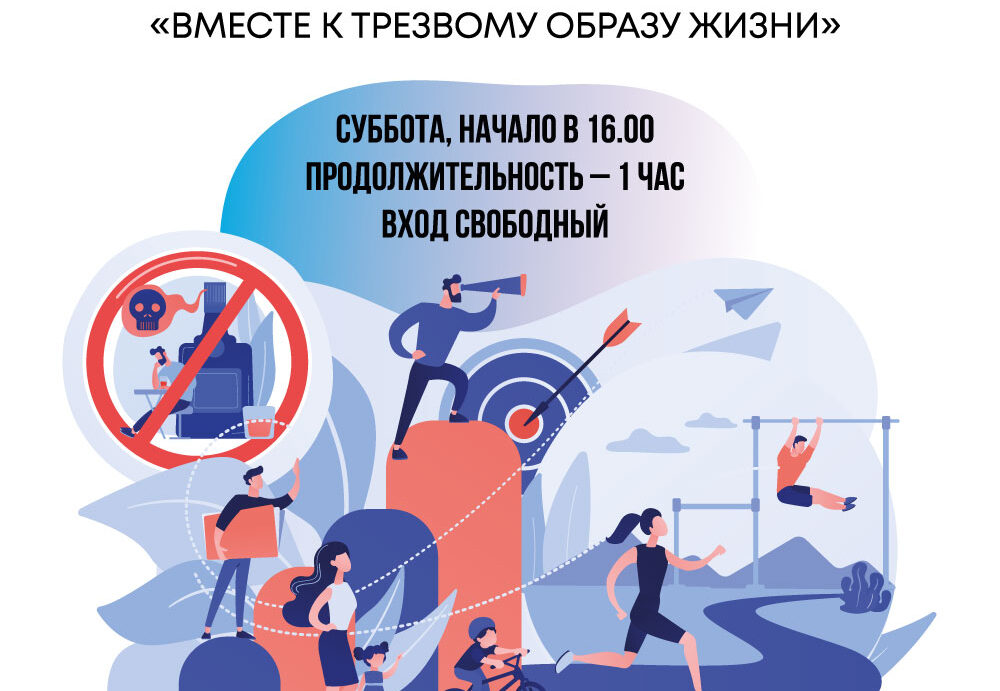 «ВМЕСТЕ К ТРЕЗВОМУ ОБРАЗУ ЖИЗНИ»
СУББОТА, НАЧАЛО В 16.00
ПРОДОЛЖИТЕЛЬНОСТЬ – 1 ЧАС
ВХОД СВОБОДНЫЙ